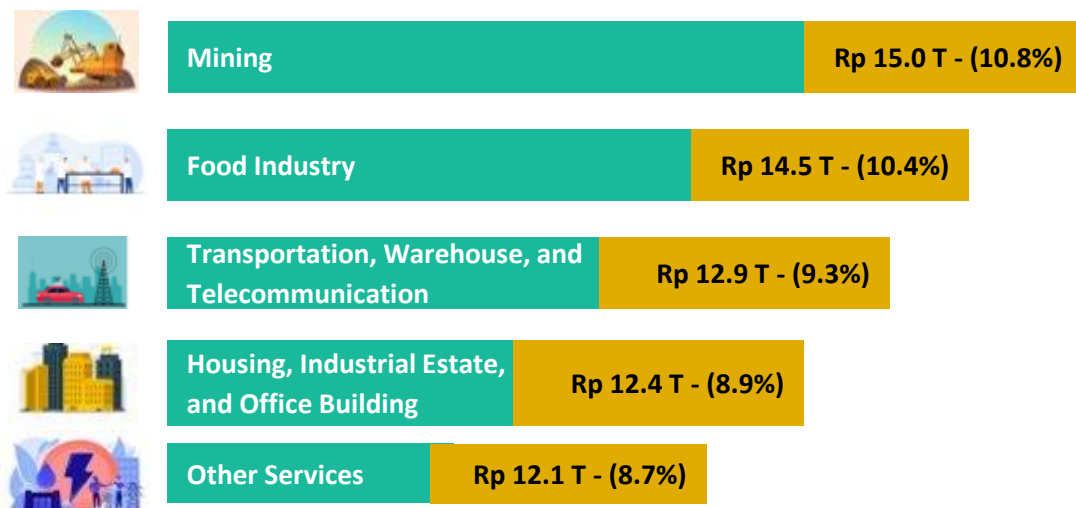 Mining
Rp 15.0 T - (10.8%)
Food Industry
Rp 14.5 T - (10.4%)
Transportation, Warehouse, and
Telecommunication
Rp 12.9 T - (9.3%)
Housing, Industrial Estate,
and Office Building
Rp 12.4 T - (8.9%)
Other Services
Rp 12.1 T - (8.7%)